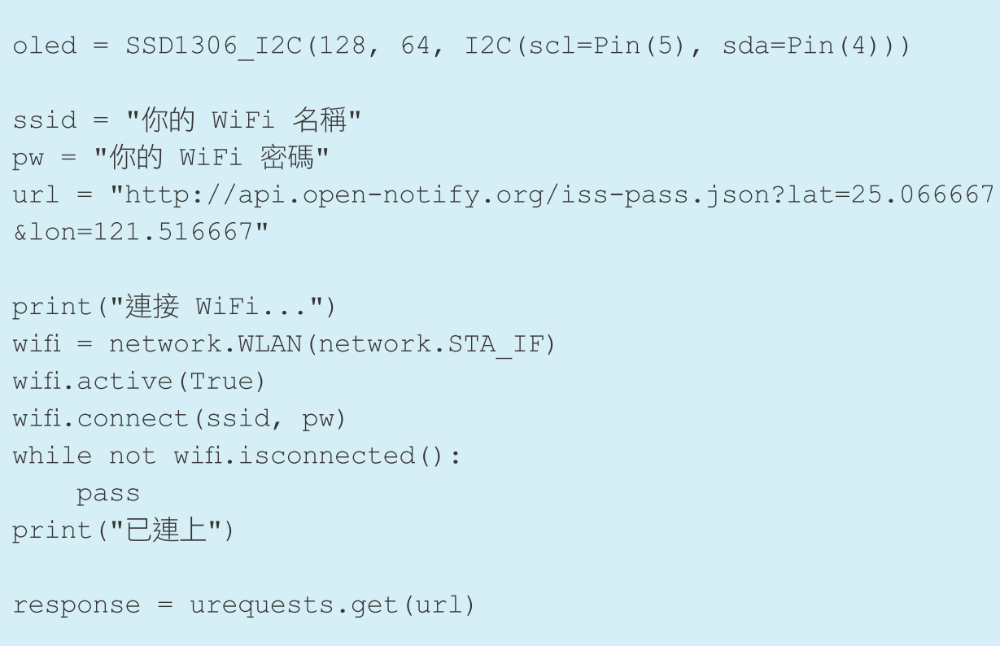 oled = SSD1306_I2C(128, 64, I2C(scl=Pin(5), sda=Pin(4)))
ssid = "你的 WiFi 名稱"
pw = "你的 WiFi 密碼"
url = "http://api.open-notify.org/iss-pass.json?lat=25.066667
&lon=121.516667"
print("連接 WiFi...")
wifi = network.WLAN(network.STA_IF)
wifi.active(True)
wifi.connect(ssid, pw)
while not wifi.isconnected():
    pass
print("已連上")
response = urequests.get(url)